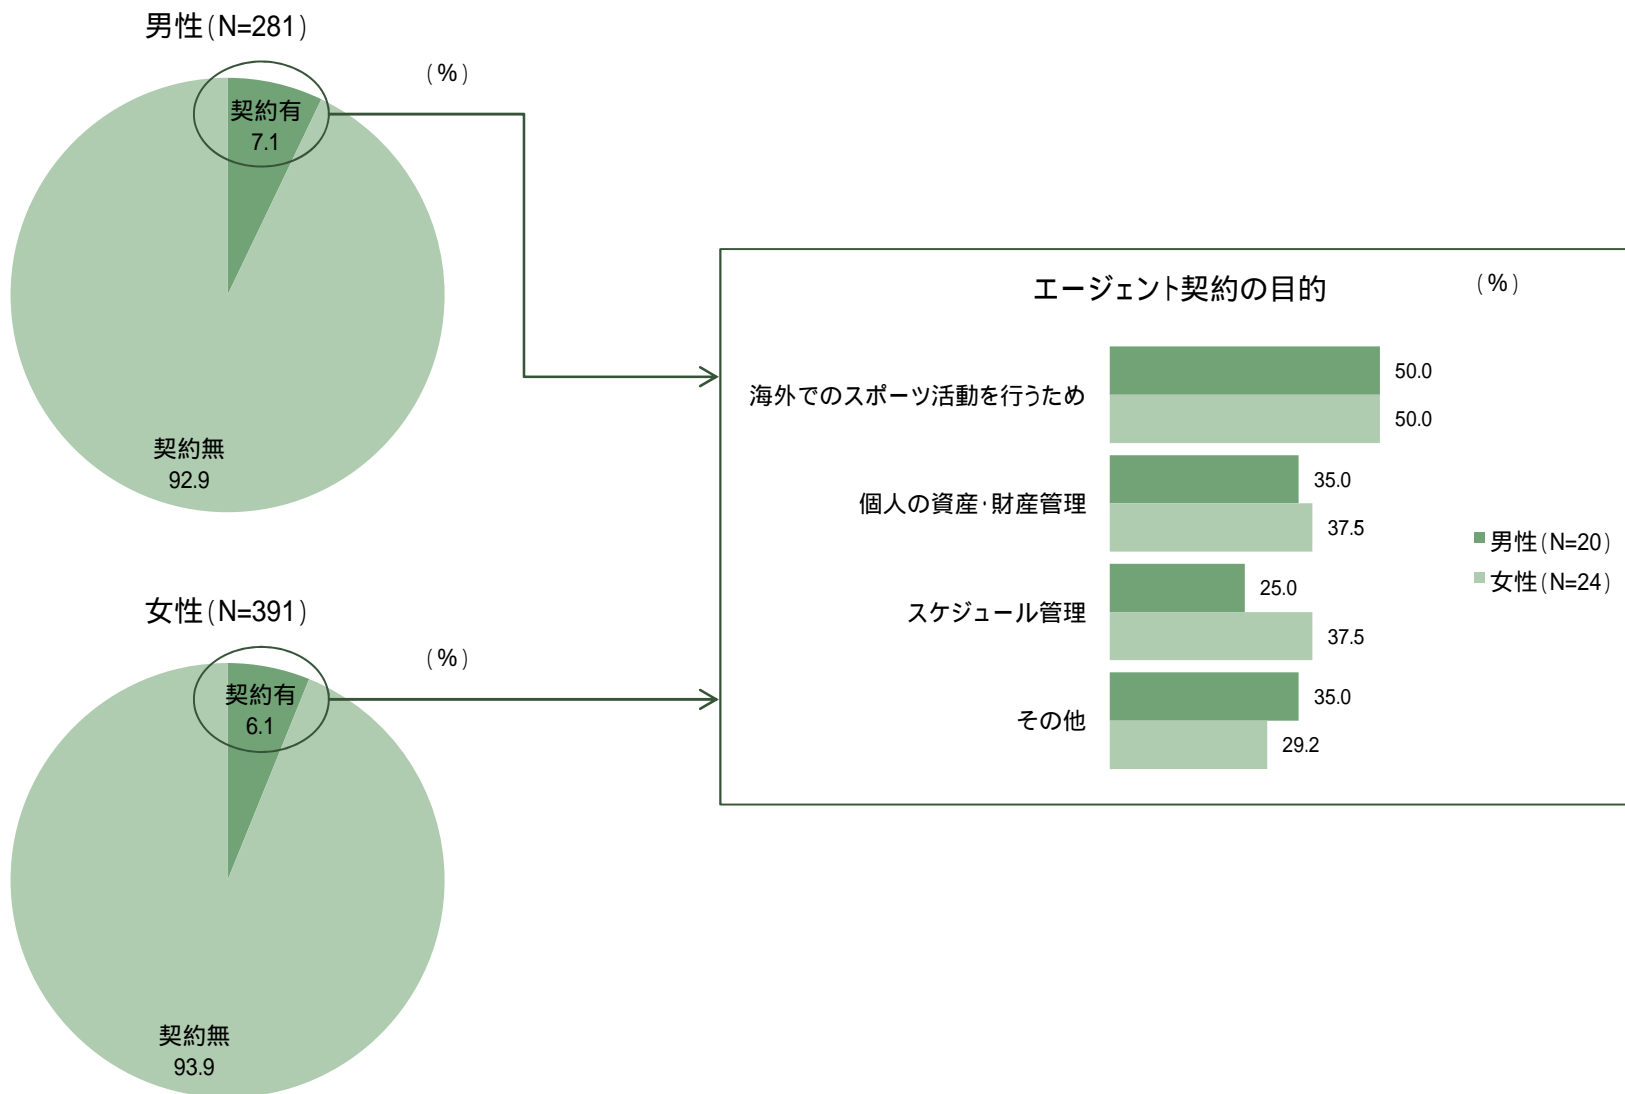 男性(N=281)
(%)
契約有
7.1
契約無
92.9
女性(N=391)
(%)
契約有
6.1
契約無
93.9
エージェント契約の目的
(%)
海外でのスポーツ活動を行うため
50.0
50.0
個人の資産・財産管理
35.0
37.5
スケジュール管理
25.0
37.5
その他
35.0
29.2
男性(N=20)
女性(N=24)